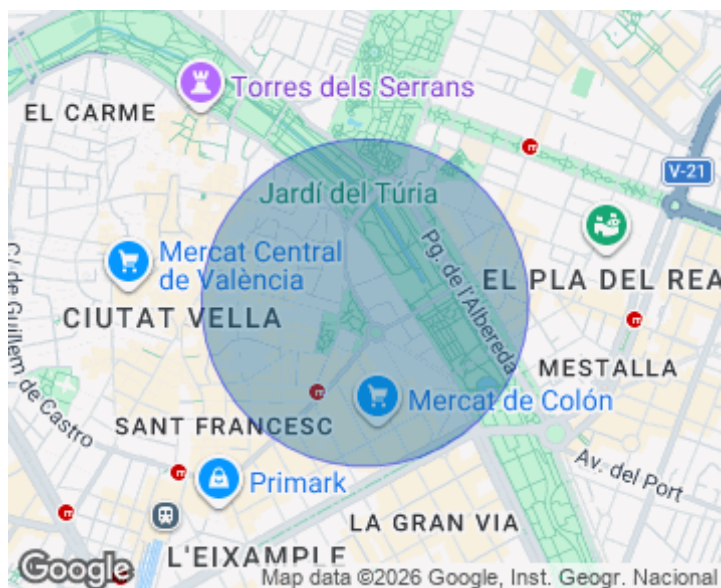 Torres dels Serrans
EL CARME
V-21
Jardí del Túria
Mercat Central
de València
Pg. de l'Albereda
EL PLA DEL REA
C/ de Guillem de Castro
CIUTAT VELLA
MESTALLA
Mercat de Colón
SANT FRANCESC
Primark
Av. del Port
LA GRAN VIA
L'EIXAMPLE
Google
Map data ©2026 Google, Inst. Geogr. Nacional